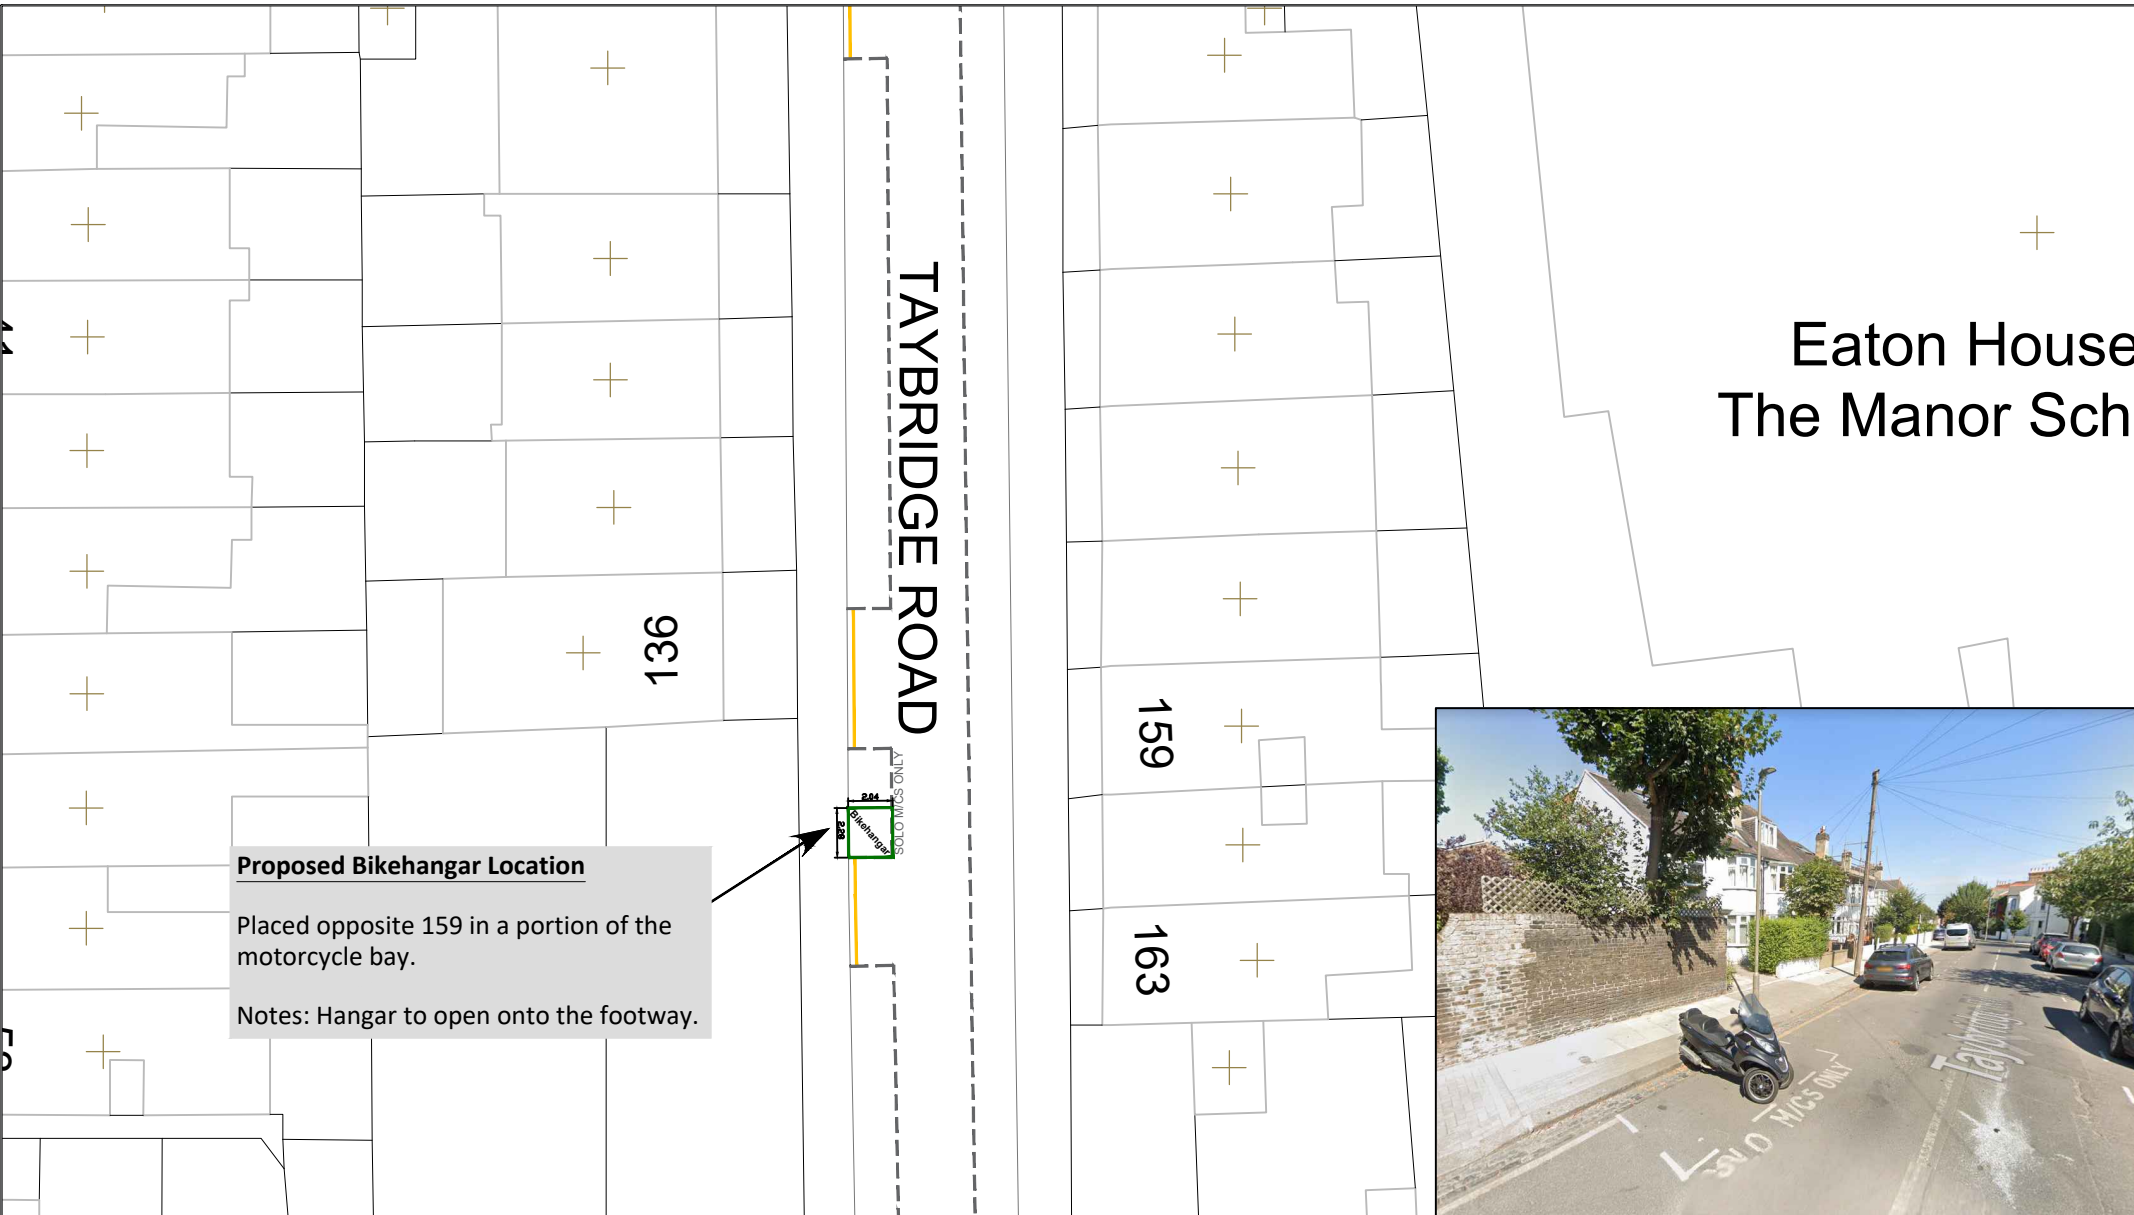 TAYBRIDGE ROAD
Eaton House
The Manor Sch
136
159
163
SOLO M/CS ONLY
2.04
2.28
Bikehangar
Proposed Bikehangar Location
Placed opposite 159 in a portion of the
motorcycle bay.
Notes: Hangar to open onto the footway.
SOLO M/CS ONLY